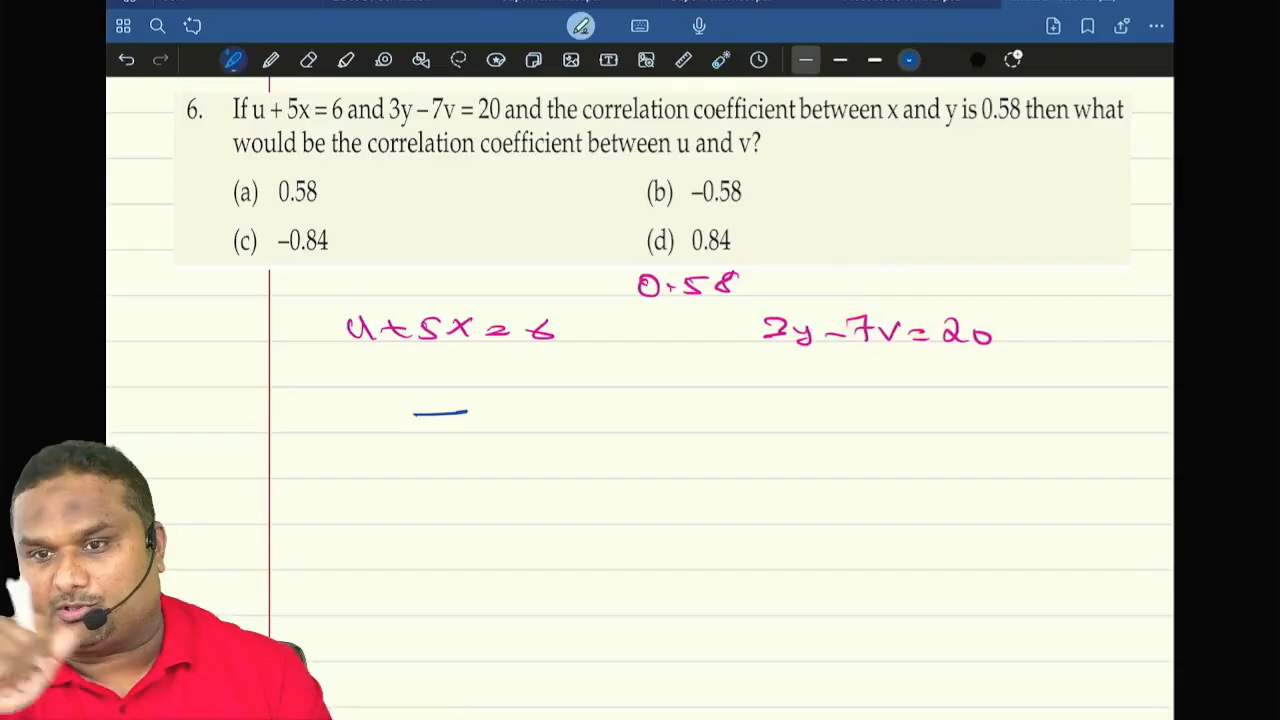 6. If u + 5x = 6 and 3y – 7v = 20 and the correlation coefficient between x and y is 0.58 then what
would be the correlation coefficient between u and v?
(a) 0.58 (b) –0.58
(c) –0.84 (d) 0.84
0.58
u + 5x = 6 3y – 7v = 20